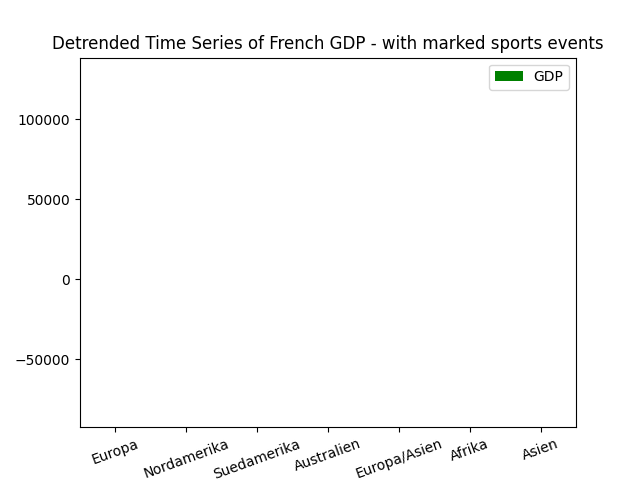 Detrended Time Series of French GDP - with marked sports events
GDP
100000
50000
0
−50000
Europa
Nordamerika
Suedamerika
Australien
Europa/Asien
Afrika
Asien